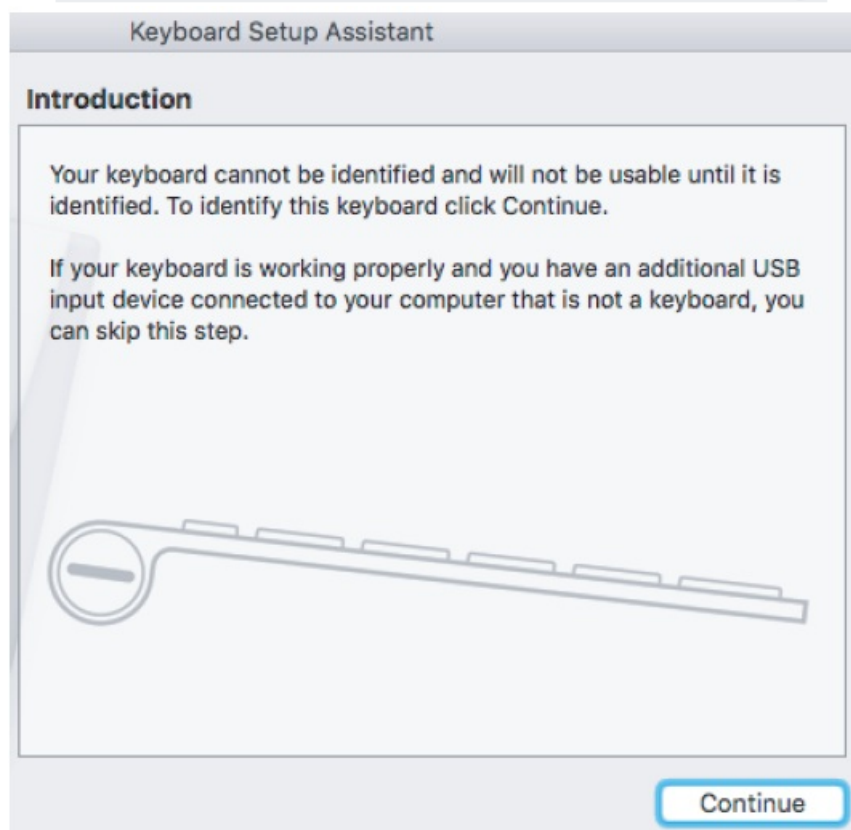 Keyboard Setup Assistant
Introduction
Your keyboard cannot be identified and will not be usable until it is
identified. To identify this keyboard click Continue.
If your keyboard is working properly and you have an additional USB
input device connected to your computer that is not a keyboard, you
can skip this step.
Continue